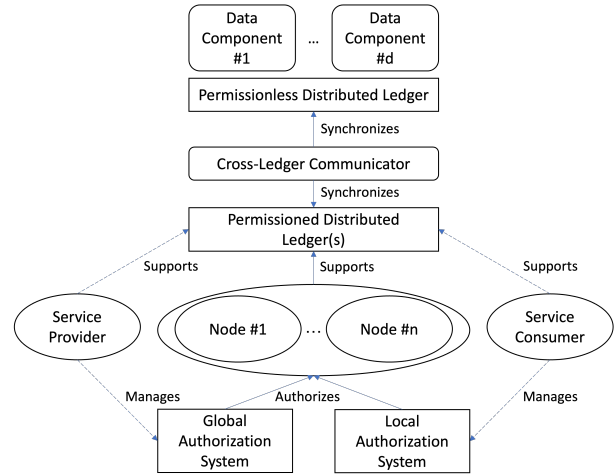 Data
Component
#1
...
Data
Component
#d
Permissionless Distributed Ledger
Synchronizes
Cross-Ledger Communicator
Synchronizes
Permissioned Distributed
Ledger(s)
Supports
Supports
Supports
Service
Provider
Node #1
...
Node #n
Service
Consumer
Manages
Authorizes
Manages
Global
Authorization
System
Local
Authorization
System